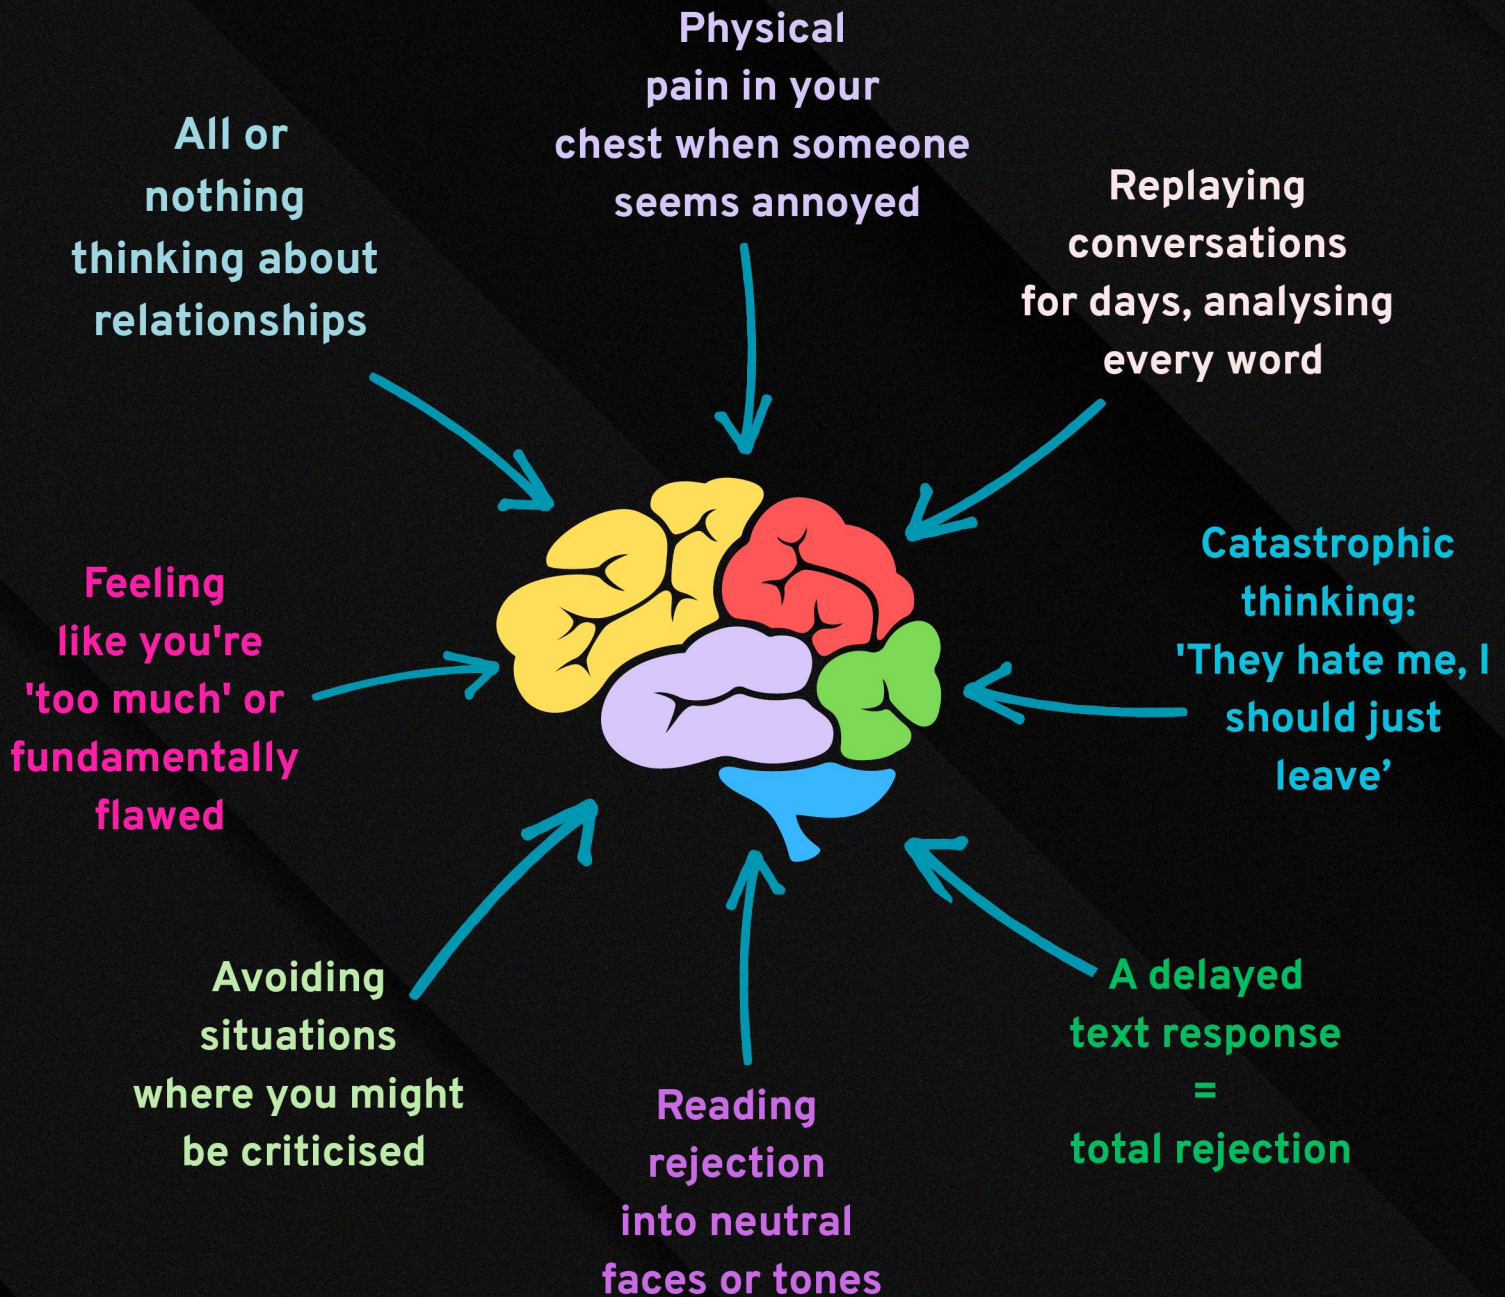 Physical
pain in your
chest when someone
seems annoyed
All or
nothing
thinking about
relationships
Replaying
conversations
for days, analysing
every word
Catastrophic
thinking:
'They hate me, I
should just
leave’
Feeling
like you're
'too much' or
fundamentally
flawed
Avoiding
situations
where you might
be criticised
Reading
rejection
into neutral
faces or tones
A delayed
text response
=
total rejection